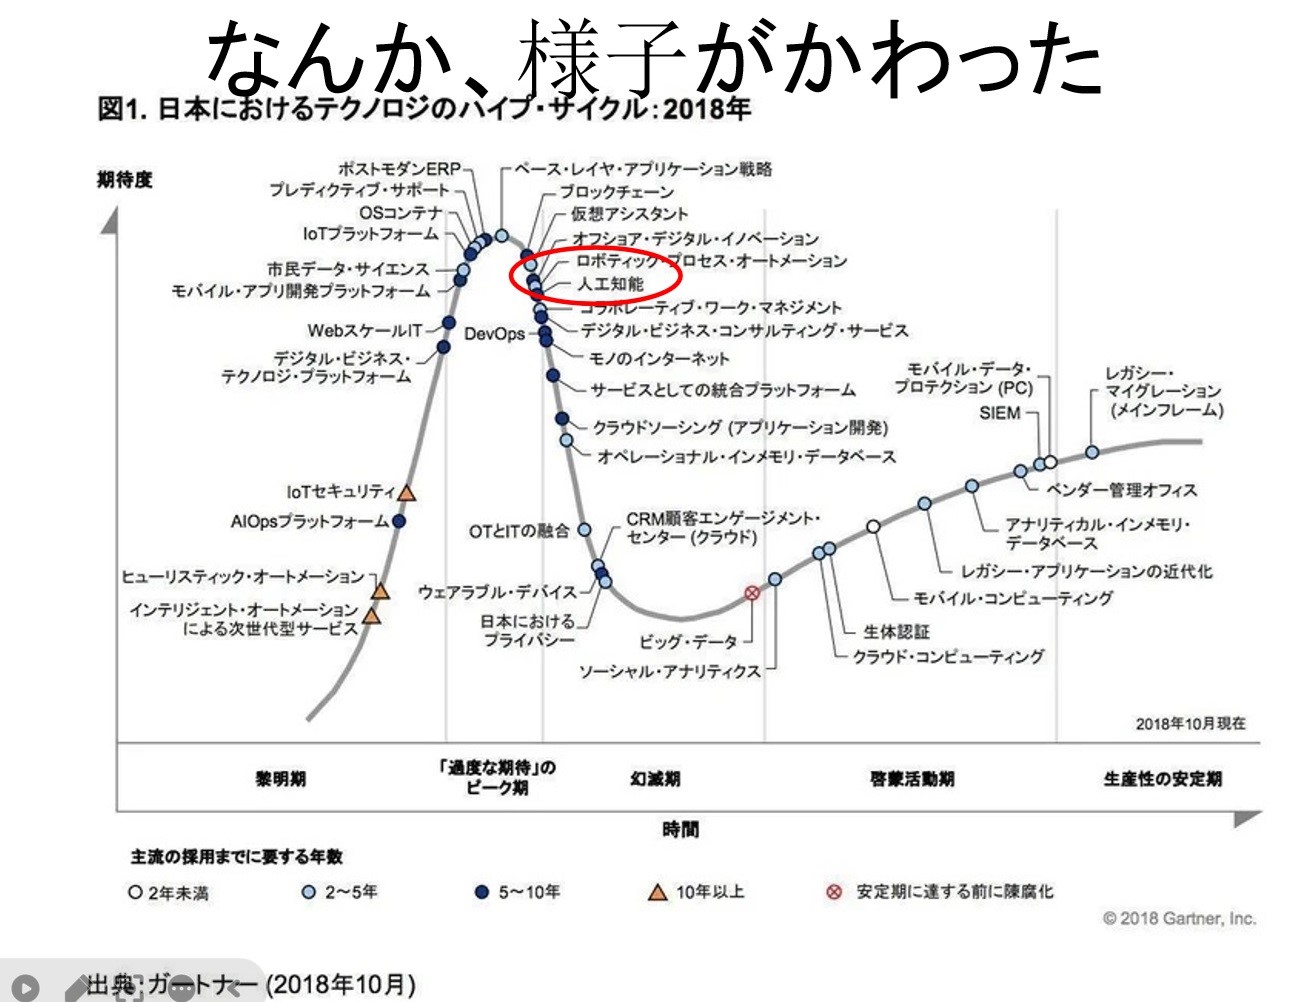 なんか、様子がかわった
図1. 日本におけるテクノロジのハイプ・サイクル：2018年
期待度
ポストモダンERP
プレディクティブ・サポート
OSコンテナ
IoTプラットフォーム
市民データ・サイエンス
モバイル・アプリ開発プラットフォーム
WebスケールIT
デジタル・ビジネス・
テクノロジ・プラットフォーム
IoTセキュリティ
AIOpsプラットフォーム
ヒューリスティック・オートメーション
インテリジェント・オートメーション
による次世代型サービス
ペース・レイヤ・アプリケーション戦略
ブロックチェーン
仮想アシスタント
オフショア・デジタル・イノベーション
ロボティック・プロセス・オートメーション
人工知能
コラボレーティブ・ワーク・マネジメント
デジタル・ビジネス・コンサルティング・サービス
DevOps
モノのインターネット
サービスとしての統合プラットフォーム
クラウドソーシング (アプリケーション開発)
オペレーショナル・インメモリ・データベース
OTとITの融合
CRM顧客エンゲージメント・
センター (クラウド)
ウェアラブル・デバイス
日本における
プライバシー
ビッグ・データ
ソーシャル・アナリティクス
モバイル・データ・
プロテクション (PC)
SIEM
レガシー・
マイグレーション
(メインフレーム)
ベンダー管理オフィス
アナリティカル・インメモリ・
データベース
レガシー・アプリケーションの近代化
モバイル・コンピューティング
生体認証
クラウド・コンピューティング
2018年10月現在
黎明期
「過度な期待」の
ピーク期
幻滅期
啓蒙活動期
生産性の安定期
時間
主流の採用までに要する年数
2年未満
2～5年
5～10年
10年以上
安定期に達する前に陳腐化
© 2018 Gartner, Inc.
出典：ガートナー (2018年10月)